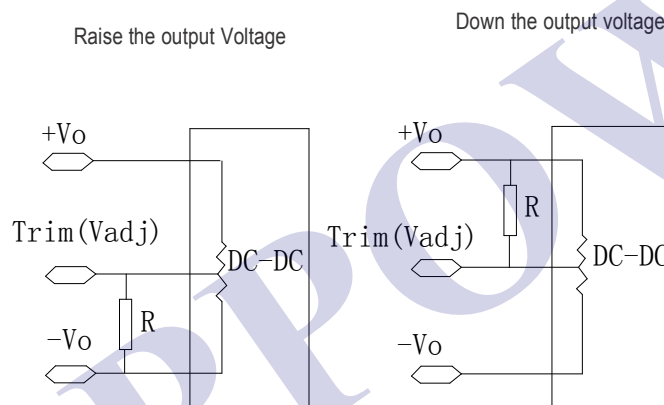 Raise the output Voltage
+Vo
Trim(Vadj)
DC-DC
R
-Vo
Down the output voltage
+Vo
R
Trim(Vadj)
DC-DC
-Vo